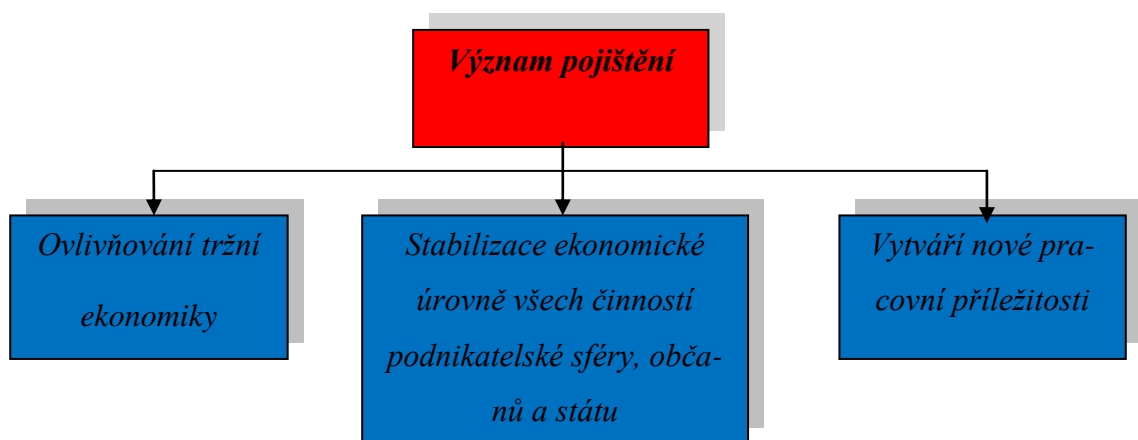 Význam pojištění
Ovlivňování tržní
ekonomiky
Stabilizace ekonomické
úrovně všech činností
podnikatelské sféry, obča-
nů a státu
Vytváří nové pra-
covní příležitosti